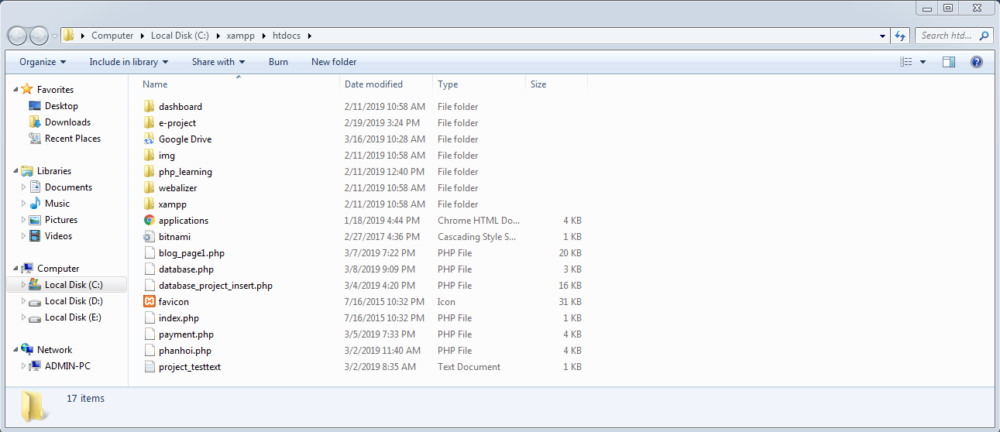 Computer Local Disk (C:) xampp htdocs Search htd...
Organize Include in library Share with Burn New folder
Favorites
Desktop
Downloads
Recent Places
Libraries
Documents
Music
Pictures
Videos
Computer
Local Disk (C:)
Local Disk (D:)
Local Disk (E:)
Network
ADMIN-PC
Name Date modified Type Size
dashboard 2/11/2019 10:58 AM File folder
e-project 2/19/2019 3:24 PM File folder
Google Drive 3/16/2019 10:28 AM File folder
img 2/11/2019 10:58 AM File folder
php_learning 2/11/2019 12:40 PM File folder
webalizer 2/11/2019 10:58 AM File folder
xampp 2/11/2019 10:58 AM File folder
applications 1/18/2019 4:44 PM Chrome HTML Do... 4 KB
bitnami 2/27/2017 4:36 PM Cascading Style S... 1 KB
blog_page1.php 3/7/2019 7:22 PM PHP File 20 KB
database.php 3/8/2019 9:09 PM PHP File 3 KB
database_project_insert.php 3/4/2019 4:20 PM PHP File 16 KB
favicon 7/16/2015 10:32 PM Icon 31 KB
index.php 7/16/2015 10:32 PM PHP File 1 KB
payment.php 3/5/2019 7:33 PM PHP File 4 KB
phanhoi.php 3/2/2019 11:40 AM PHP File 4 KB
project_testtext 3/2/2019 8:35 AM Text Document 1 KB
17 items